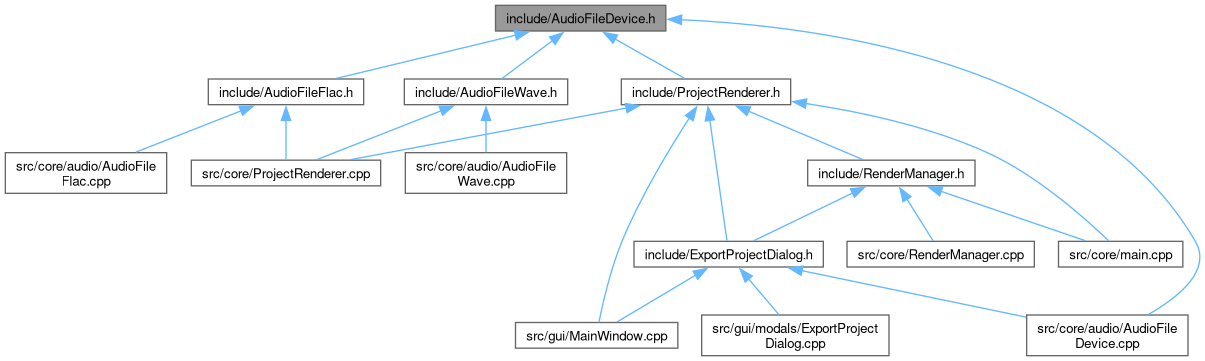 include/AudioFileDevice.h
include/AudioFileFlac.h
include/AudioFileWave.h
include/ProjectRenderer.h
src/core/audio/AudioFile
Flac.cpp
src/core/ProjectRenderer.cpp
src/core/audio/AudioFile
Wave.cpp
include/RenderManager.h
include/ExportProjectDialog.h
src/core/RenderManager.cpp
src/core/main.cpp
src/gui/MainWindow.cpp
src/gui/modals/ExportProject
Dialog.cpp
src/core/audio/AudioFile
Device.cpp